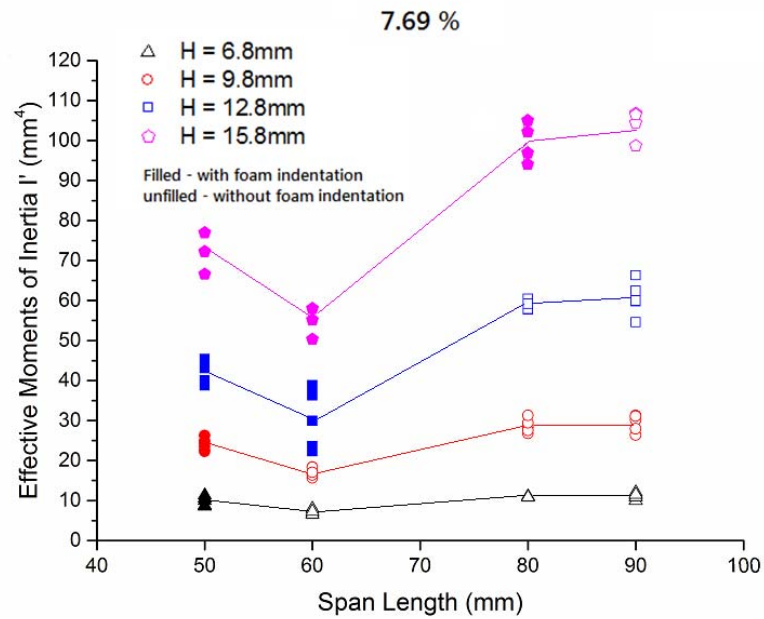 7.69 %
H = 6.8mm
H = 9.8mm
H = 12.8mm
H = 15.8mm
Filled - with foam indentation
unfilled - without foam indentation
Effective Moments of Inertia I' (mm⁴)
120
110
100
90
80
70
60
50
40
30
20
10
0
40
50
60
70
80
90
100
Span Length (mm)